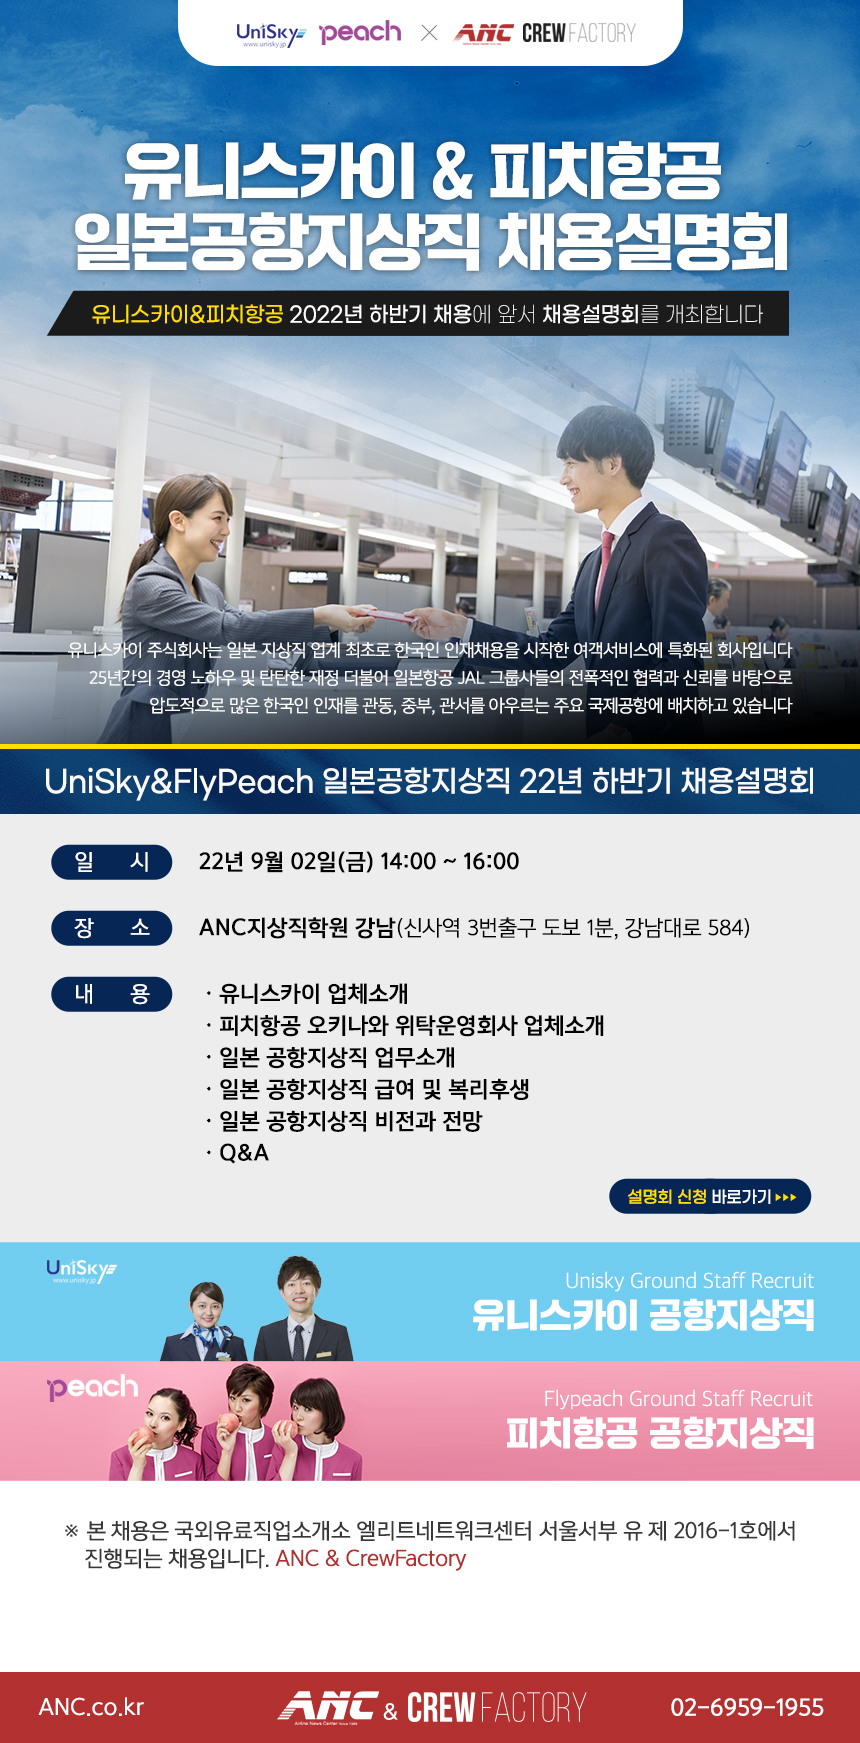 UniSky peach × ANC CREWFACTORY
www.unisky.jp
유니스카이 & 피치항공
일본공항지상직 채용설명회
유니스카이&피치항공 2022년 하반기 채용에 앞서 채용설명회를 개최합니다
유니스카이 주식회사는 일본 지상직 업계 최초로 한국인 인재채용을 시작한 여객서비스에 특화된 회사입니다
25년간의 경영 노하우 및 탄탄한 재정 더불어 일본항공 JAL 그룹사들의 전폭적인 협력과 신뢰를 바탕으로
압도적으로 많은 한국인 인재를 관동, 중부, 관서를 아우르는 주요 국제공항에 배치하고 있습니다
UniSky&FlyPeach 일본공항지상직 22년 하반기 채용설명회
일 시 22년 9월 02일(금) 14:00 ~ 16:00
장 소 ANC지상직학원 강남(신사역 3번출구 도보 1분, 강남대로 584)
내 용 · 유니스카이 업체소개
· 피치항공 오키나와 위탁운영회사 업체소개
· 일본 공항지상직 업무소개
· 일본 공항지상직 급여 및 복리후생
· 일본 공항지상직 비전과 전망
· Q&A
설명회 신청 바로가기
UniSky
www.unisky.jp
Unisky Ground Staff Recruit
유니스카이 공항지상직
peach
Flypeach Ground Staff Recruit
피치항공 공항지상직
※ 본 채용은 국외유료직업소개소 엘리트네트워크센터 서울서부 유 제 2016-1호에서
진행되는 채용입니다. ANC & CrewFactory
ANC.co.kr ANC & CREWFACTORY 02-6959-1955